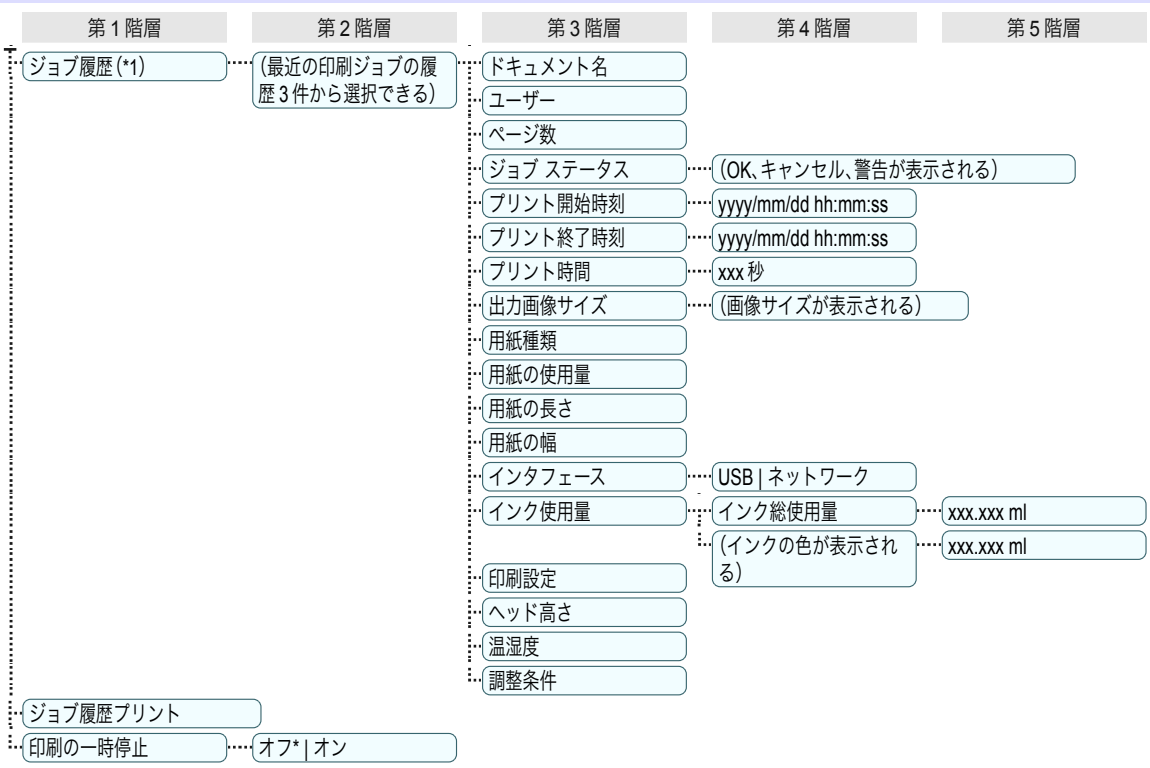 第 1 階層 第 2 階層 第 3 階層 第 4 階層 第 5 階層
ジョブ履歴(*1) (最近の印刷ジョブの履 ドキュメント名
歴 3 件から選択できる)
ユーザー
ページ数
ジョブ ステータス (OK、キャンセル、警告が表示される)
プリント開始時刻 yyyy/mm/dd hh:mm:ss
プリント終了時刻 yyyy/mm/dd hh:mm:ss
プリント時間 xxx 秒
出力画像サイズ (画像サイズが表示される)
用紙種類
用紙の使用量
用紙の長さ
用紙の幅
インタフェース USB | ネットワーク
インク使用量 インク総使用量 xxx.xxx ml
(インクの色が表示され xxx.xxx ml
る)
印刷設定
ヘッド高さ
温湿度
調整条件
ジョブ履歴プリント
印刷の一時停止 オフ* | オン